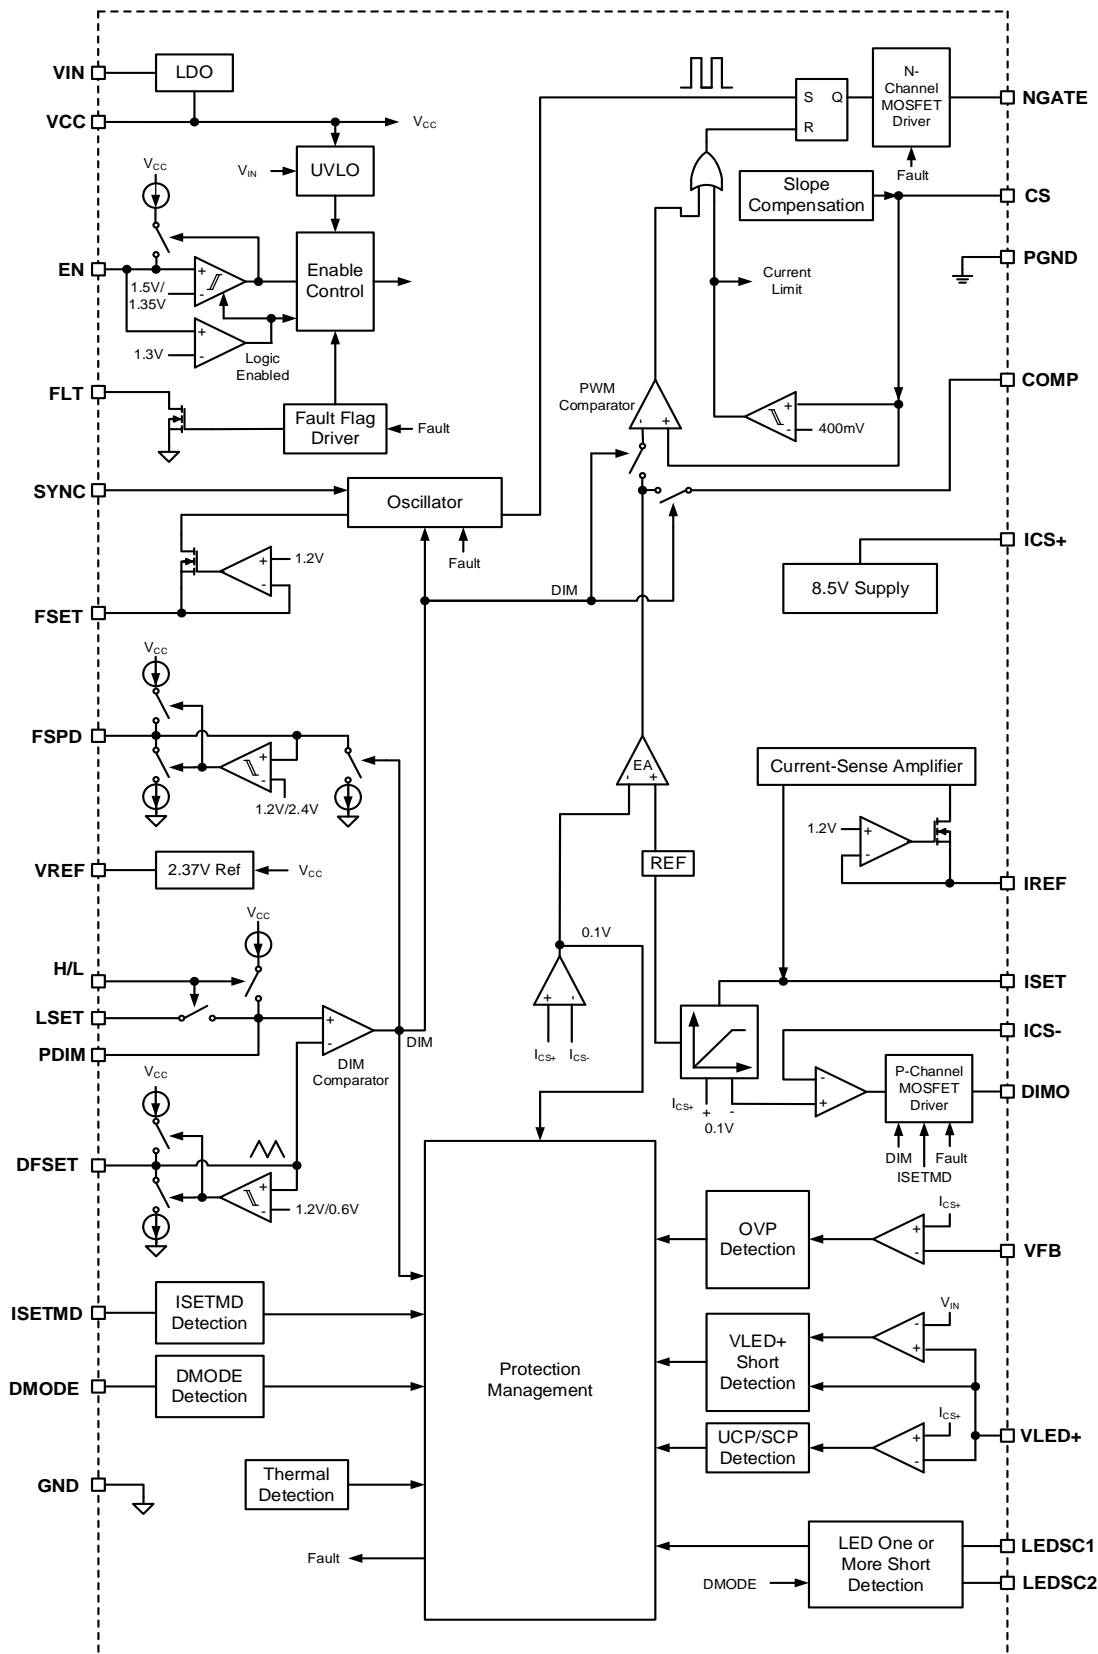 VIN
LDO
VCC
VCC
VIN
UVLO
VCC
EN
+
-
1.5V/
1.35V
Enable
Control
+
-
1.3V
Logic
Enabled
FLT
Fault Flag
Driver
Fault
SYNC
Oscillator
Fault
+
-
1.2V
FSET
DIM
VCC
FSPD
+
-
1.2V/2.4V
VREF
2.37V Ref
VCC
VCC
H/L
LSET
PDIM
+
-
DIM
Comparator
DIM
VCC
DFSET
+
-
1.2V/0.6V
ISETMD
ISETMD
Detection
DMODE
DMODE
Detection
GND
Thermal
Detection
Fault
Protection
Management
S
Q
R
N-
Channel
MOSFET
Driver
Fault
NGATE
Slope
Compensation
CS
PGND
Current
Limit
PWM
Comparator
-
+
+
-
400mV
COMP
ICS+
8.5V Supply
EA
-
+
Current-Sense Amplifier
1.2V
+
-
IREF
REF
0.1V
+
-
ICS+
ICS-
ISET
ICS+
+
-
0.1V
ICS-
-
+
P-Channel
MOSFET
Driver
DIMO
DIM
Fault
ISETMD
OVP
Detection
ICS+
+
-
VFB
VLED+
Short
Detection
VIN
-
+
UCP/SCP
Detection
ICS+
+
-
VLED+
LED One or
More Short
Detection
DMODE
LEDSC1
LEDSC2